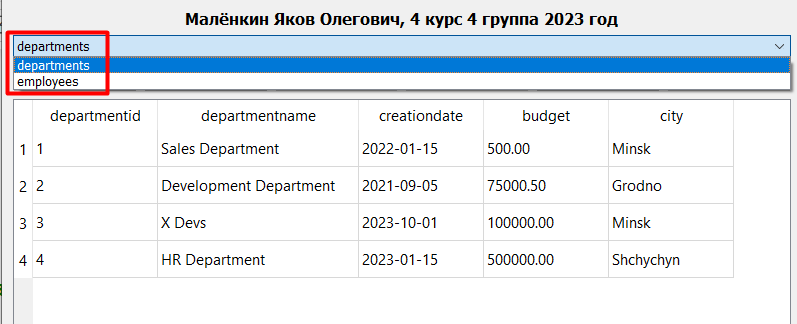 Малёнкин Яков Олегович, 4 курс 4 группа 2023 год
departments
departments
employees
departmentid departmentname creationdate budget city
1 1 Sales Department 2022-01-15 500.00 Minsk
2 2 Development Department 2021-09-05 75000.50 Grodno
3 3 X Devs 2023-10-01 100000.00 Minsk
4 4 HR Department 2023-01-15 500000.00 Shchychyn